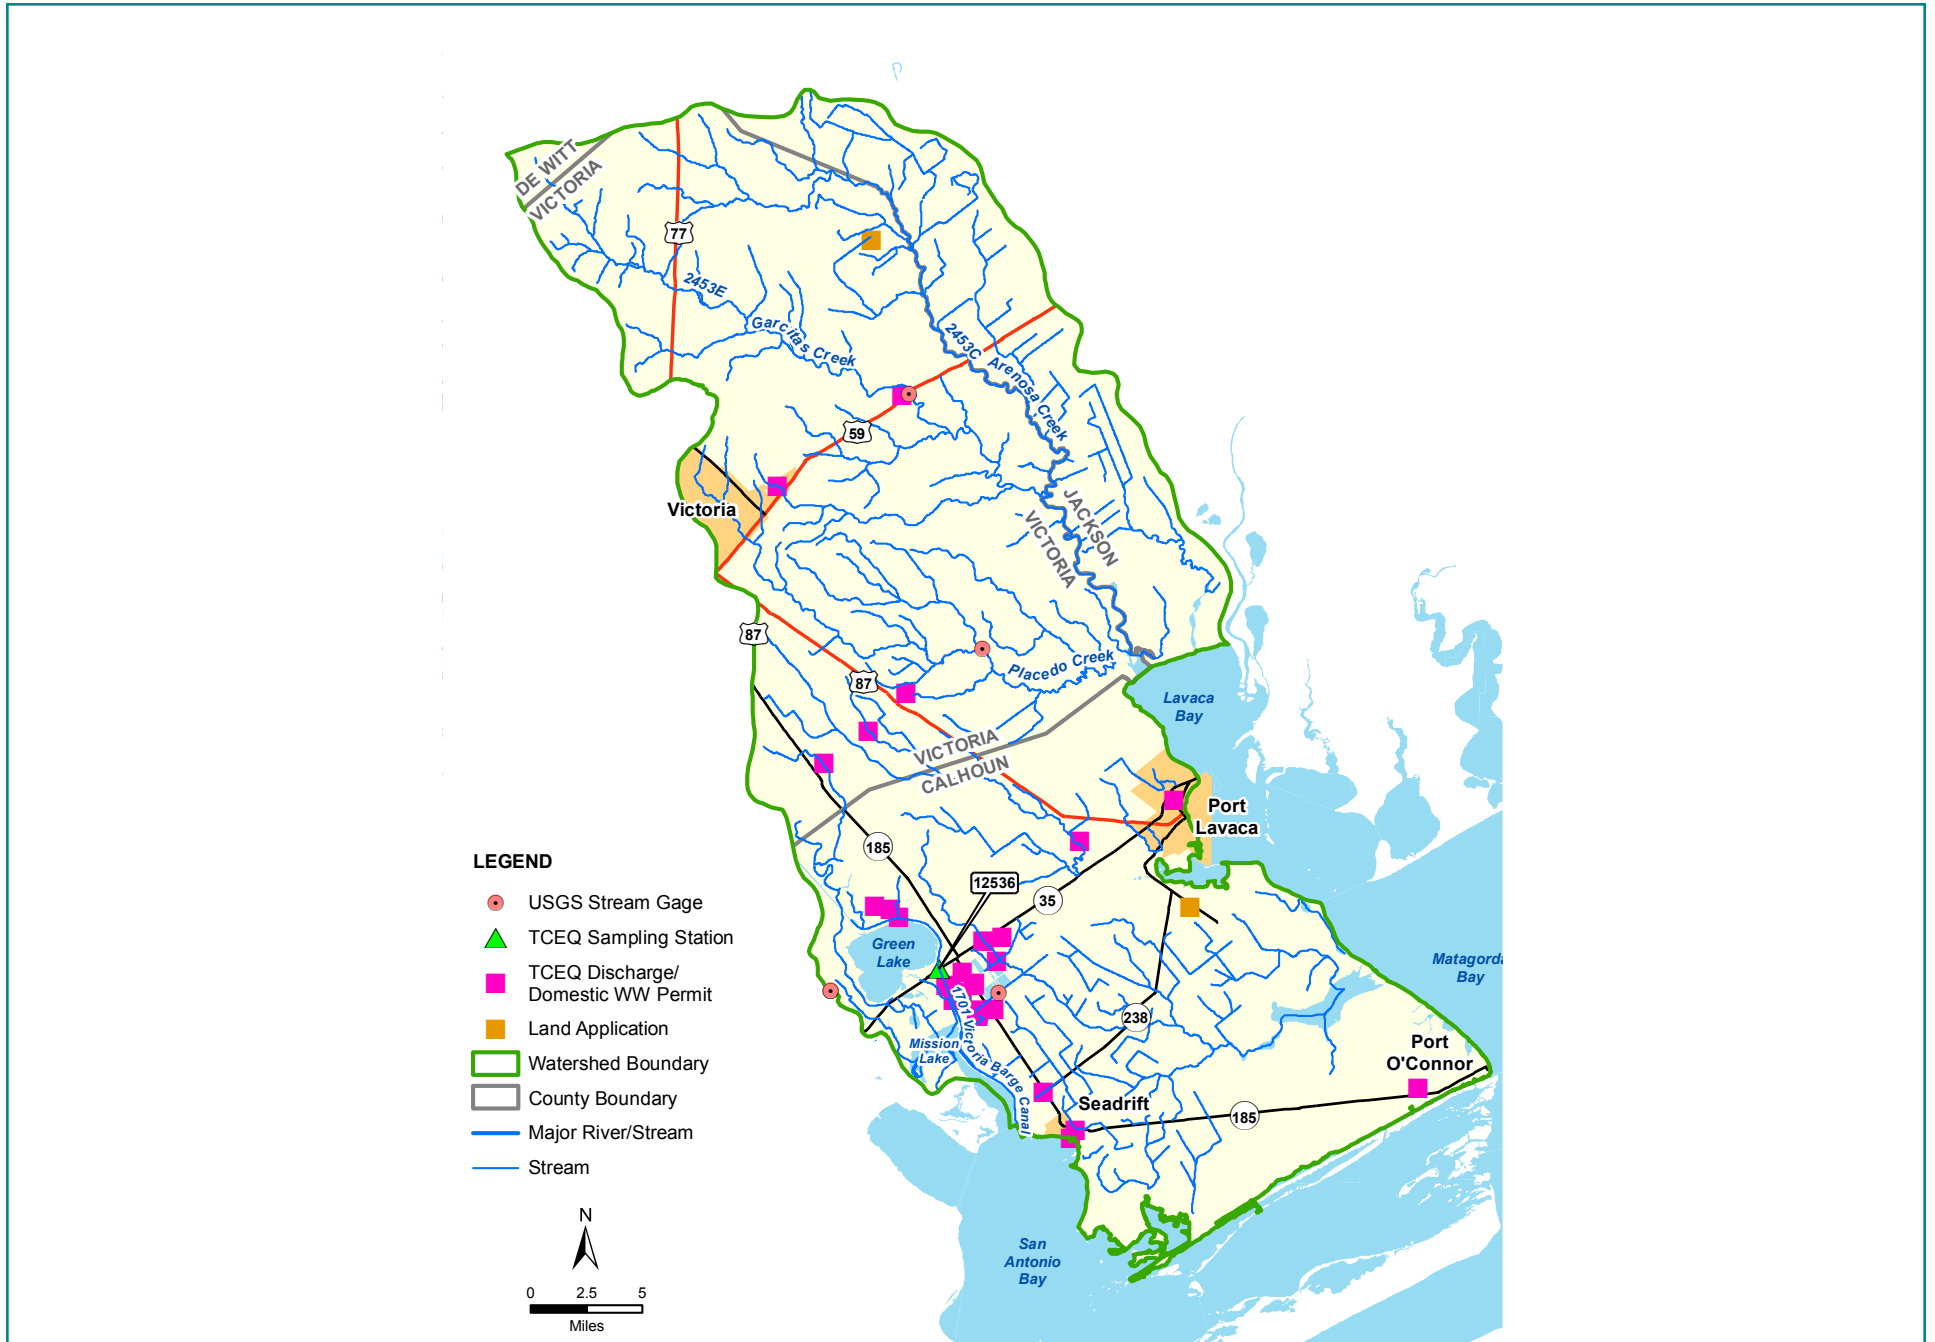 DE WITT
VICTORIA
77
2453E
Garcitas Creek
2453C Arenosa Creek
59
Victoria
JACKSON
VICTORIA
87
Placedo Creek
87
Lavaca
Bay
VICTORIA
CALHOUN
Port
Lavaca
185
12536
35
Green
Lake
Matagorda
Bay
1701 Victoria Barge Canal
238
Mission
Lake
Port
O'Connor
Seadrift
185
San
Antonio
Bay
LEGEND
USGS Stream Gage
TCEQ Sampling Station
TCEQ Discharge/
Domestic WW Permit
Land Application
Watershed Boundary
County Boundary
Major River/Stream
Stream
N
0 2.5 5
Miles